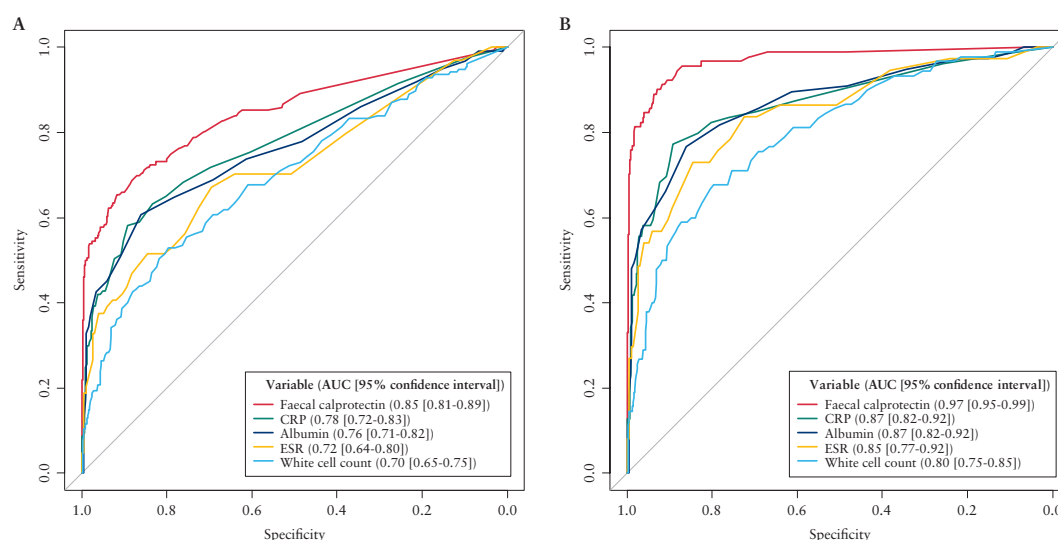 A
1.0
0.8
0.6
0.4
0.2
0.0
Sensitivity
Variable (AUC [95% confidence interval])
Faecal calprotectin (0.85 [0.81-0.89])
CRP (0.78 [0.72-0.83])
Albumin (0.76 [0.71-0.82])
ESR (0.72 [0.64-0.80])
White cell count (0.70 [0.65-0.75])
1.0 0.8 0.6 0.4 0.2 0.0
Specificity
B
1.0
0.8
0.6
0.4
0.2
0.0
Sensitivity
Variable (AUC [95% confidence interval])
Faecal calprotectin (0.97 [0.95-0.99])
CRP (0.87 [0.82-0.92])
Albumin (0.87 [0.82-0.92])
ESR (0.85 [0.77-0.92])
White cell count (0.80 [0.75-0.85])
1.0 0.8 0.6 0.4 0.2 0.0
Specificity